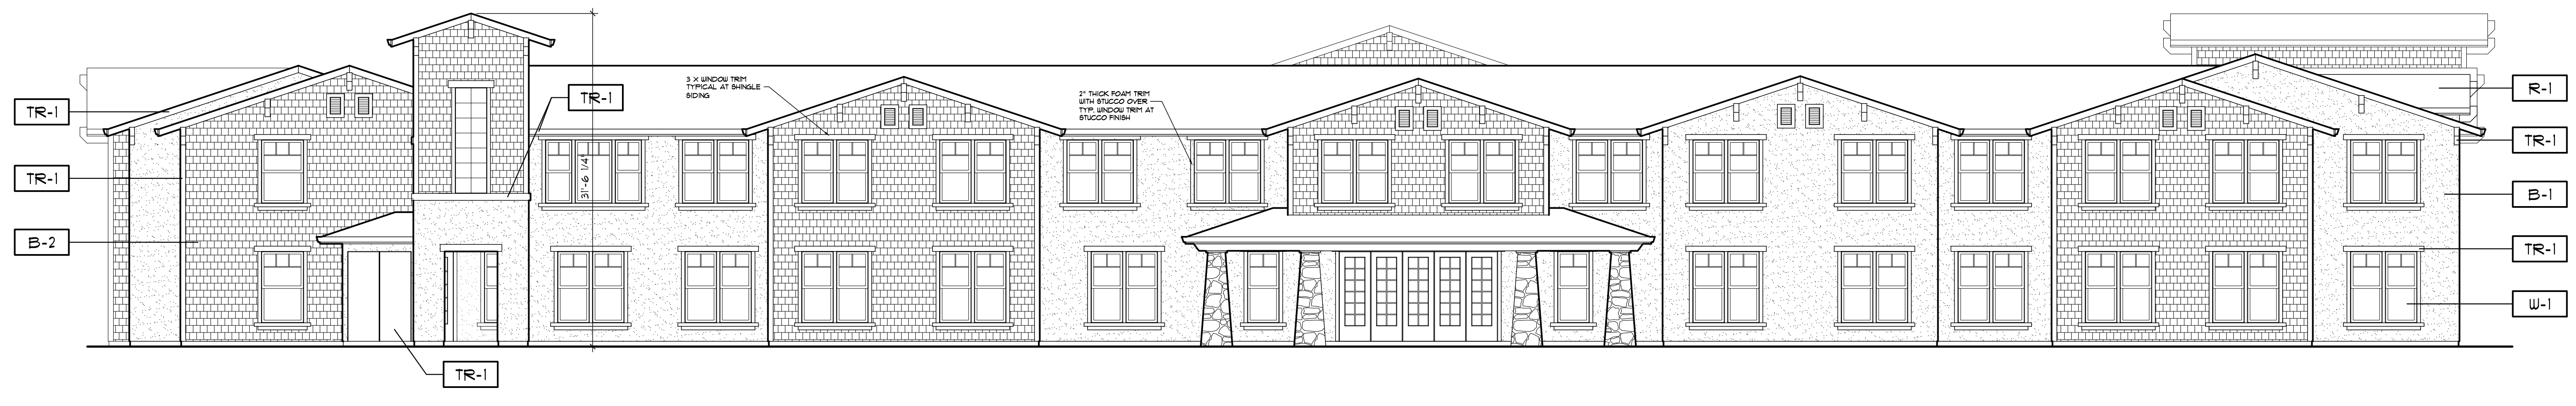 TR-1
TR-1
B-2
TR-1
TR-1
31'-6 1/4"
3 X WINDOW TRIM
TYPICAL AT SHINGLE
SIDING
2" THICK FOAM TRIM
WITH STUCCO OVER
TYP. WINDOW TRIM AT
STUCCO FINISH
R-1
TR-1
B-1
TR-1
W-1